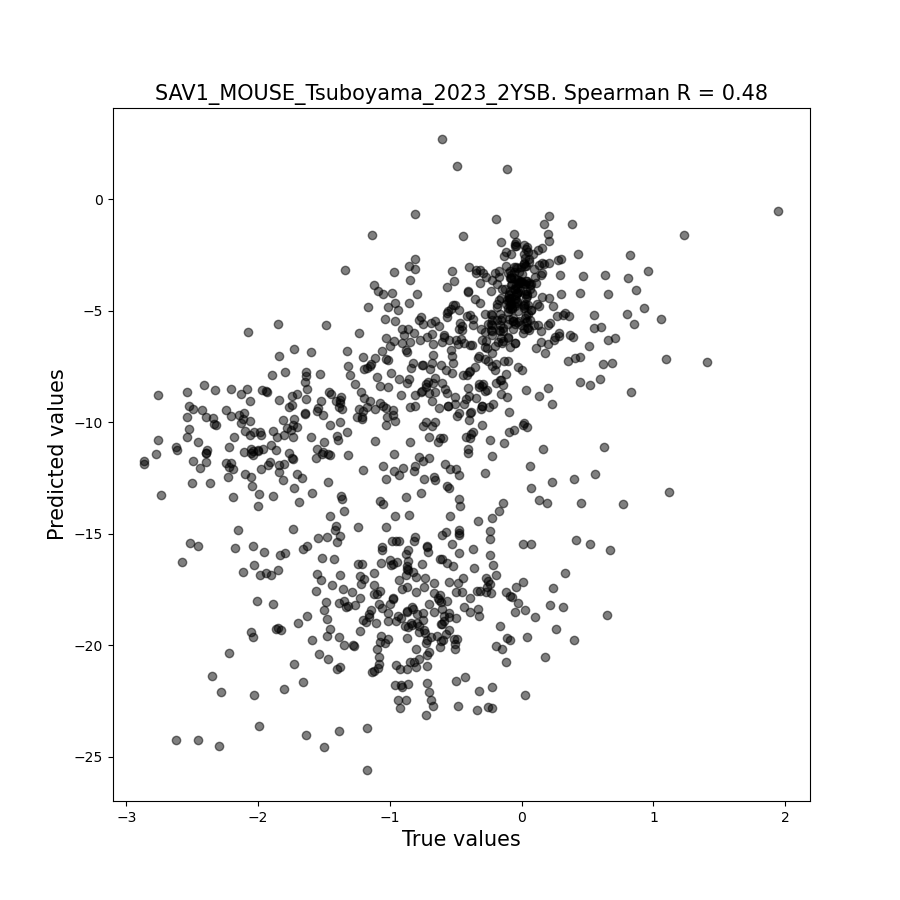 SAV1_MOUSE_Tsuboyama_2023_2YSB. Spearman R = 0.48
0
−5
−10
−15
−20
−25
Predicted values
−3 −2 −1 0 1 2
True values